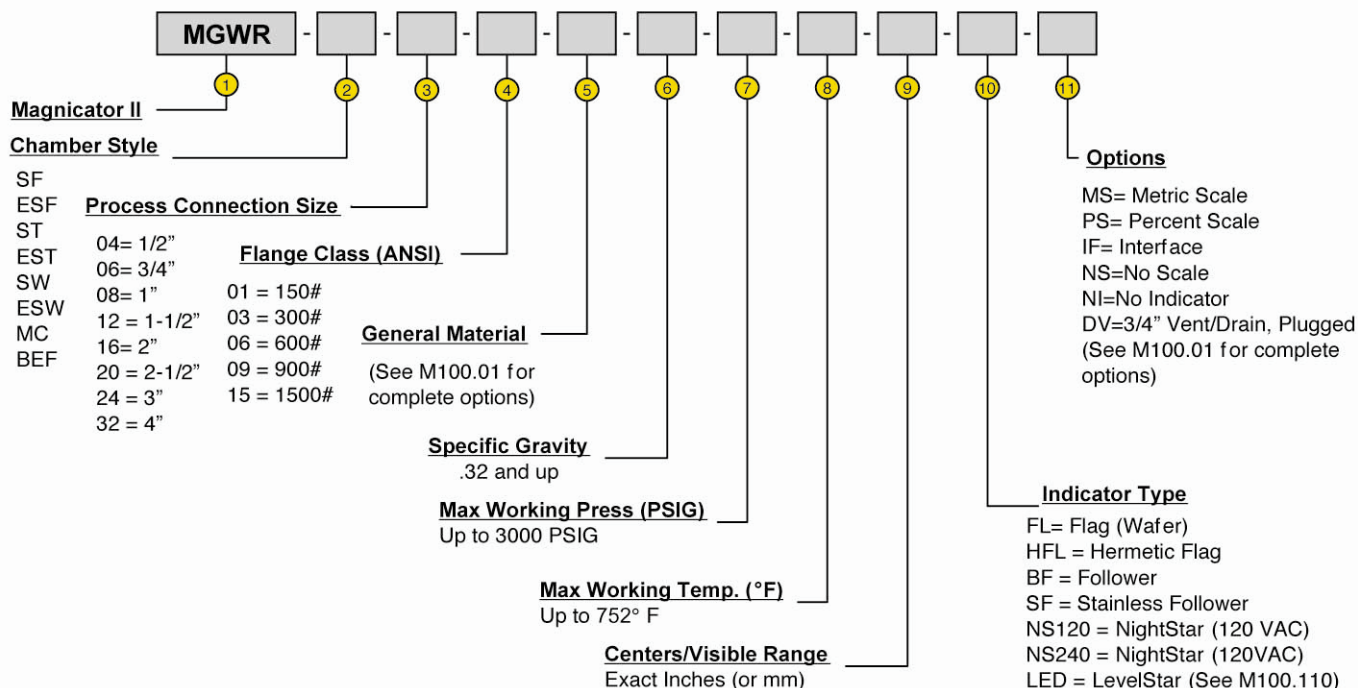 MGWR - - - - - - - - - -
1
2
3
4
5
6
7
8
9
10
11
Magnicator II
Chamber Style
SF
ESF
ST
EST
SW
ESW
MC
BEF
Process Connection Size
04= 1/2”
06= 3/4”
08= 1”
12 = 1-1/2”
16= 2”
20 = 2-1/2”
24 = 3”
32 = 4”
Flange Class (ANSI)
01 = 150#
03 = 300#
06 = 600#
09 = 900#
15 = 1500#
General Material
(See M100.01 for
complete options)
Specific Gravity
.32 and up
Max Working Press (PSIG)
Up to 3000 PSIG
Max Working Temp. (°F)
Up to 752° F
Centers/Visible Range
Exact Inches (or mm)
Indicator Type
FL= Flag (Wafer)
HFL = Hermetic Flag
BF = Follower
SF = Stainless Follower
NS120 = NightStar (120 VAC)
NS240 = NightStar (120VAC)
LED = LevelStar (See M100.110)
Options
MS= Metric Scale
PS= Percent Scale
IF= Interface
NS=No Scale
NI=No Indicator
DV=3/4” Vent/Drain, Plugged
(See M100.01 for complete
options)